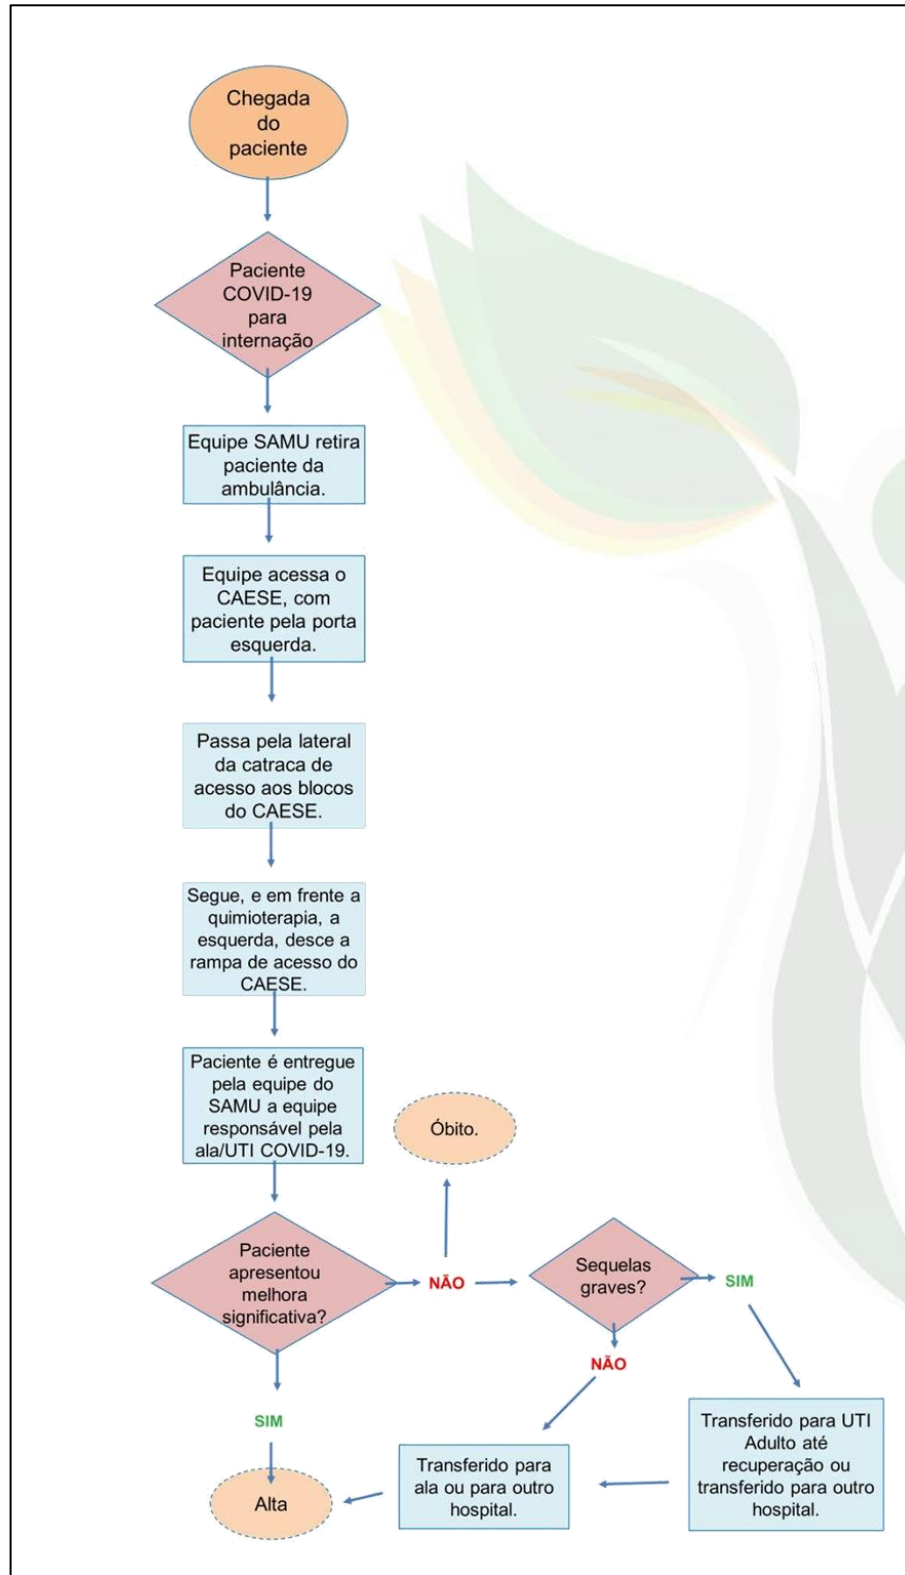 Chegada
do
paciente
Paciente
COVID-19
para
internação
Equipe SAMU retira
paciente da
ambulância.
Equipe acessa o
CAESE, com
paciente pela porta
esquerda.
Passa pela lateral
da catraca de
acesso aos blocos
do CAESE.
Segue, e em frente a
quimioterapia, a
esquerda, desce a
rampa de acesso do
CAESE.
Paciente é entregue
pela equipe do
SAMU a equipe
responsável pela
ala/UTI COVID-19.
Óbito.
Paciente
apresentou
melhora
significativa?
NÃO
Sequelas
graves?
SIM
NÃO
SIM
Transferido para UTI
Adulto até
recuperação ou
transferido para outro
hospital.
Transferido para
ala ou para outro
hospital.
Alta